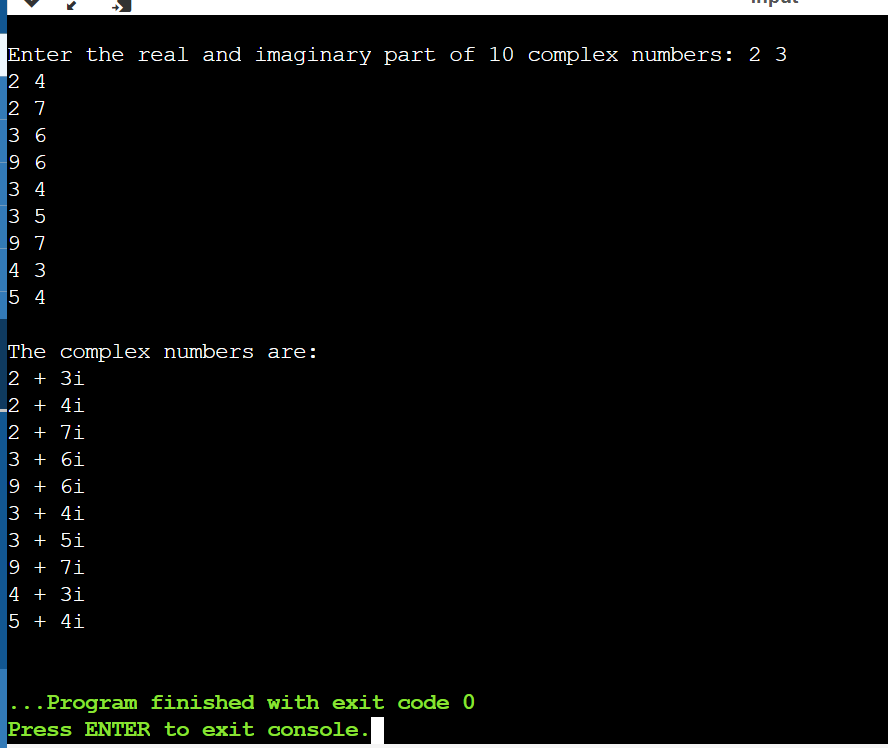 Enter the real and imaginary part of 10 complex numbers: 2 3
2 4
2 7
3 6
9 6
3 4
3 5
9 7
4 3
5 4
The complex numbers are:
2 + 3i
2 + 4i
2 + 7i
3 + 6i
9 + 6i
3 + 4i
3 + 5i
9 + 7i
4 + 3i
5 + 4i
...Program finished with exit code 0
Press ENTER to exit console.